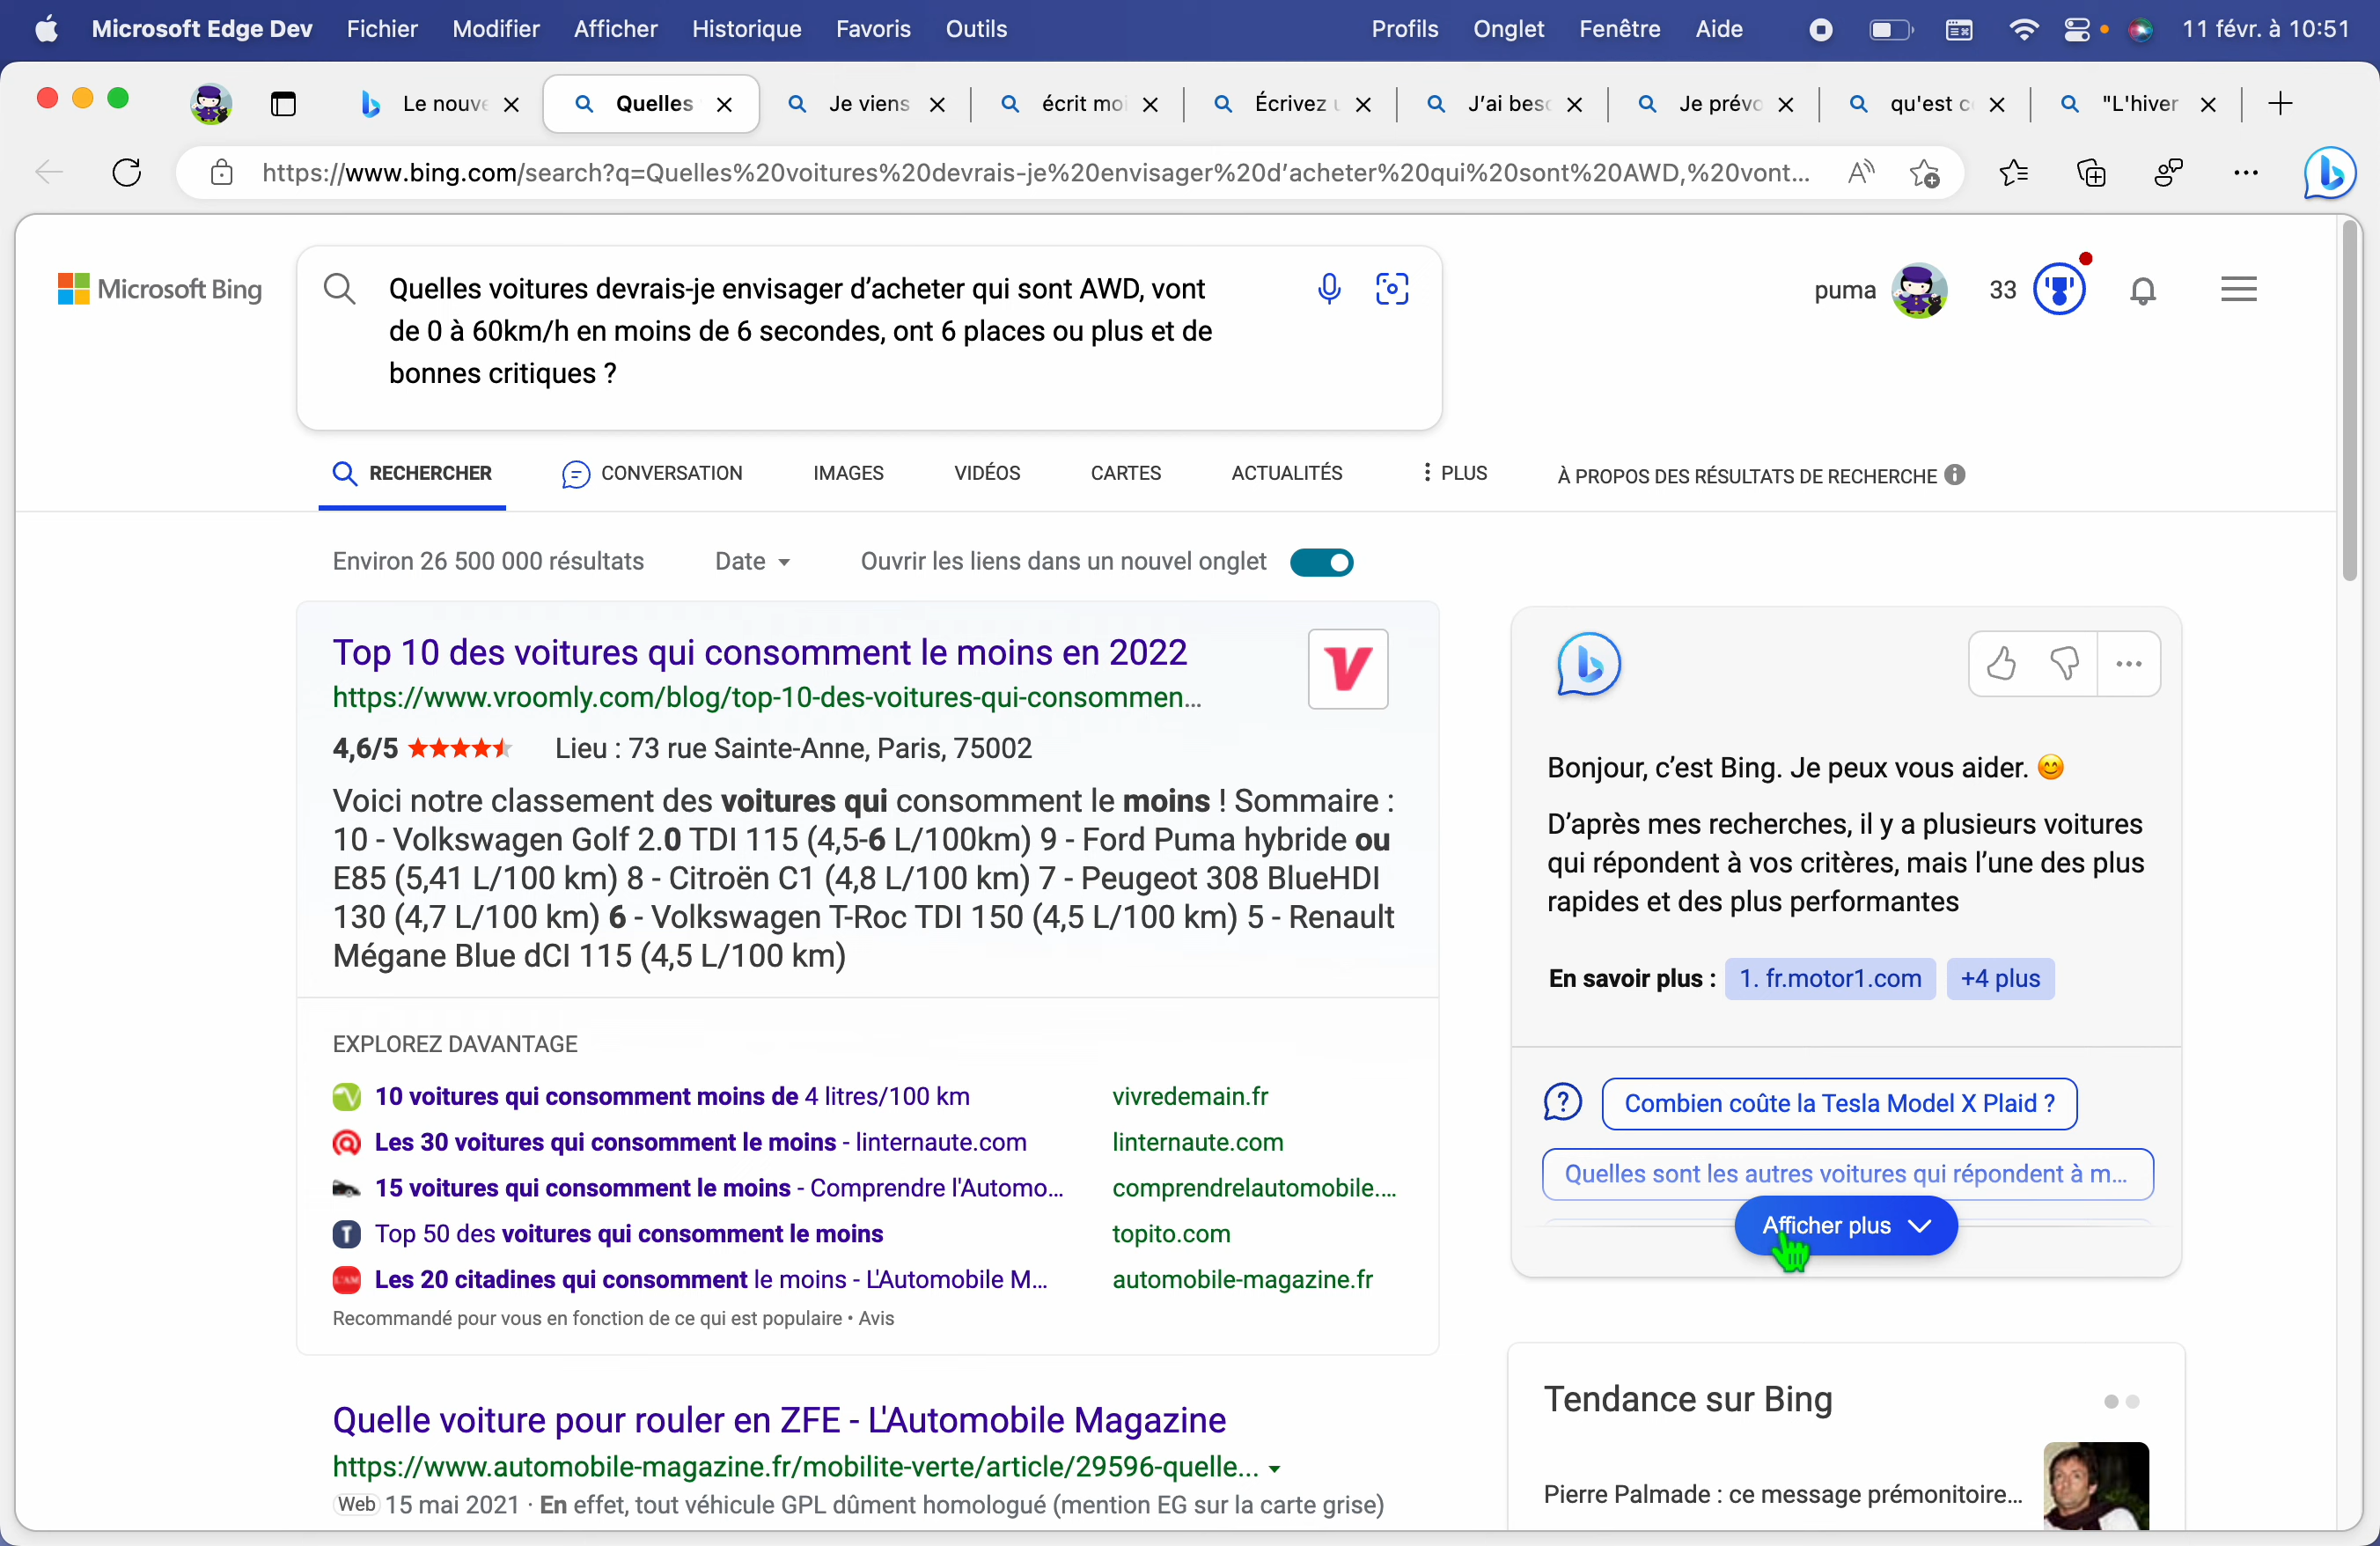 Microsoft Edge Dev Fichier Modifier Afficher Historique Favoris Outils Profils Onglet Fenêtre Aide 11 févr. à 10:51
Le nouve Quelles Je viens écrit moi Écrivez u J'ai beso Je prévo qu'est c "L'hiver
https://www.bing.com/search?q=Quelles%20voitures%20devrais-je%20envisager%20d'acheter%20qui%20sont%20AWD,%20vont...
Microsoft Bing
Quelles voitures devrais-je envisager d’acheter qui sont AWD, vont
de 0 à 60km/h en moins de 6 secondes, ont 6 places ou plus et de
bonnes critiques ?
puma 33
RECHERCHER CONVERSATION IMAGES VIDÉOS CARTES ACTUALITÉS PLUS À PROPOS DES RÉSULTATS DE RECHERCHE
Environ 26 500 000 résultats Date Ouvrir les liens dans un nouvel onglet
Top 10 des voitures qui consomment le moins en 2022
https://www.vroomly.com/blog/top-10-des-voitures-qui-consommen...
4,6/5 Lieu : 73 rue Sainte-Anne, Paris, 75002
Voici notre classement des voitures qui consomment le moins ! Sommaire :
10 - Volkswagen Golf 2.0 TDI 115 (4,5-6 L/100km) 9 - Ford Puma hybride ou
E85 (5,41 L/100 km) 8 - Citroën C1 (4,8 L/100 km) 7 - Peugeot 308 BlueHDI
130 (4,7 L/100 km) 6 - Volkswagen T-Roc TDI 150 (4,5 L/100 km) 5 - Renault
Mégane Blue dCI 115 (4,5 L/100 km)
EXPLOREZ DAVANTAGE
10 voitures qui consomment moins de 4 litres/100 km vivredemain.fr
Les 30 voitures qui consomment le moins - linternaute.com linternaute.com
15 voitures qui consomment le moins - Comprendre l'Automo... comprendrelautomobile....
Top 50 des voitures qui consomment le moins topito.com
Les 20 citadines qui consomment le moins - L'Automobile M... automobile-magazine.fr
Recommandé pour vous en fonction de ce qui est populaire • Avis
Quelle voiture pour rouler en ZFE - L'Automobile Magazine
https://www.automobile-magazine.fr/mobilite-verte/article/29596-quelle...
Web 15 mai 2021 · En effet, tout véhicule GPL dûment homologué (mention EG sur la carte grise)
Bonjour, c’est Bing. Je peux vous aider. 😊
D’après mes recherches, il y a plusieurs voitures
qui répondent à vos critères, mais l’une des plus
rapides et des plus performantes
En savoir plus : 1. fr.motor1.com +4 plus
Combien coûte la Tesla Model X Plaid ?
Quelles sont les autres voitures qui répondent à m...
Afficher plus
Tendance sur Bing
Pierre Palmade : ce message prémonitoire...